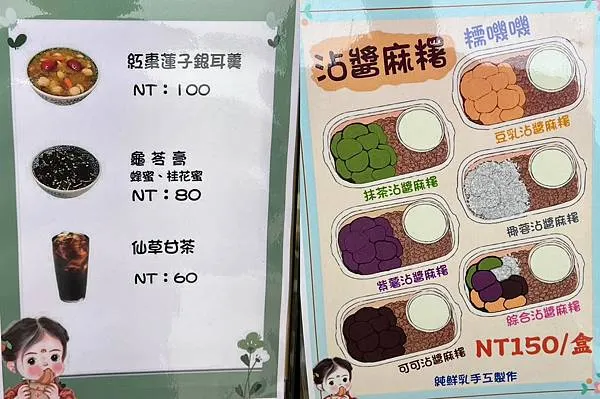 紅棗蓮子銀耳羹
NT：100
龜苓膏
蜂蜜、桂花蜜
NT：80
仙草甘茶
NT：60
沾醬麻糬
糯嘰嘰
豆乳沾醬麻糬
抹茶沾醬麻糬
椰蓉沾醬麻糬
紫薯沾醬麻糬
綜合沾醬麻糬
可可沾醬麻糬
NT150/盒
純鮮乳手工製作